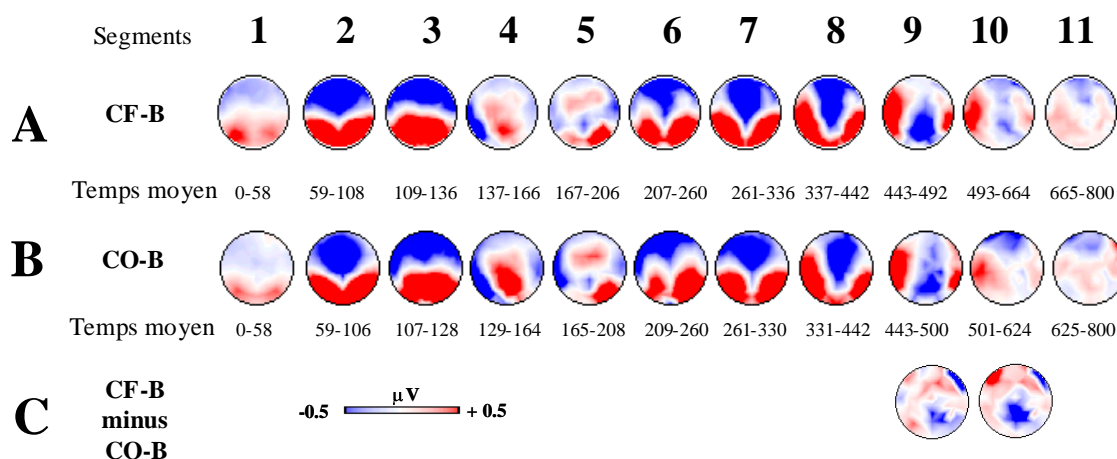 Segments 1 2 3 4 5 6 7 8 9 10 11
A CF-B
Temps moyen 0-58 59-108 109-136 137-166 167-206 207-260 261-336 337-442 443-492 493-664 665-800
B CO-B
Temps moyen 0-58 59-106 107-128 129-164 165-208 209-260 261-330 331-442 443-500 501-624 625-800
C CF-B
minus
CO-B
µV
-0.5 + 0.5